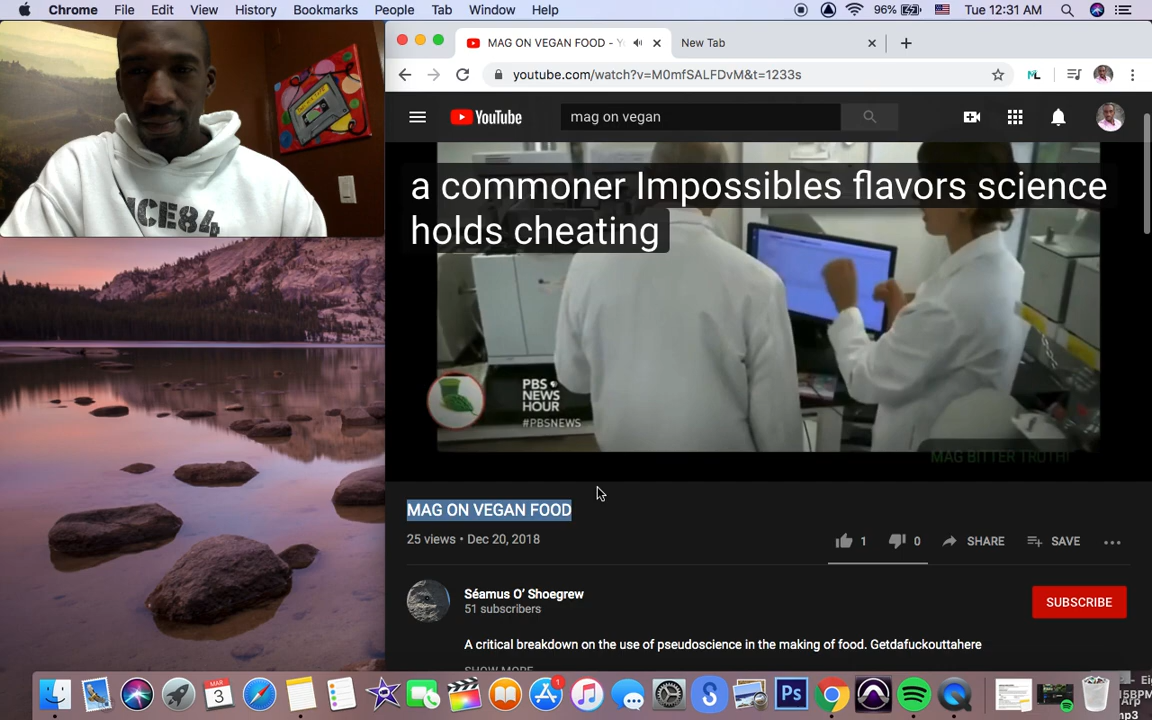 Chrome File Edit View History Bookmarks People Tab Window Help 96% Tue 12:31 AM
MAG ON VEGAN FOOD - Y
New Tab
youtube.com/watch?v=M0mfSALFDvM&t=1233s
YouTube
mag on vegan
a commoner Impossibles flavors science
holds cheating
PBS
NEWS
HOUR
#PBSNEWS
MAG BITTER TRUTH!
MAG ON VEGAN FOOD
25 views • Dec 20, 2018
1 0 SHARE SAVE
Séamus O' Shoegrew
51 subscribers
SUBSCRIBE
A critical breakdown on the use of pseudoscience in the making of food. Getdafuckouttahere
SHOW MORE
MAR
3
1
Ps